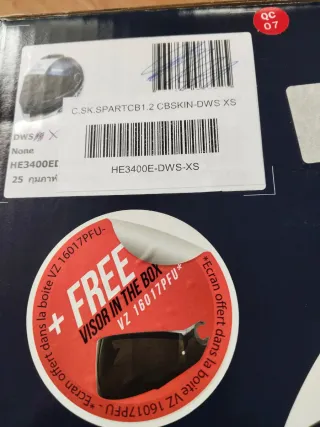 QC
07
C.SK.SPARTCB1.2 CBSKIN-DWS XS
DWS
None
HE3400E
25 กุมภาพั
HE3400E-DWS-XS
+ FREE
VISOR IN THE BOX
VZ 16017PFU*
*Ecran offert dans la boite VZ 16017PFU-
*Ecran offert dans la boite VZ 16017PFU-